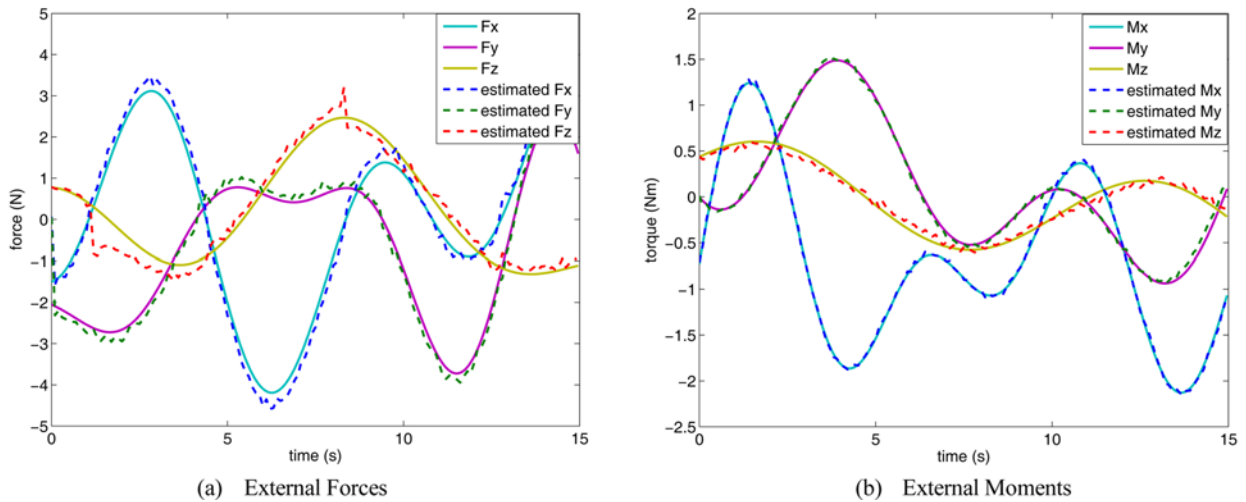 5
4
3
2
1
0
−1
−2
−3
−4
−5
force (N)
0
5
10
15
time (s)
Fx
Fy
Fz
estimated Fx
estimated Fy
estimated Fz
(a) External Forces
2
1.5
1
0.5
0
−0.5
−1
−1.5
−2
−2.5
torque (Nm)
0
5
10
15
time (s)
Mx
My
Mz
estimated Mx
estimated My
estimated Mz
(b) External Moments